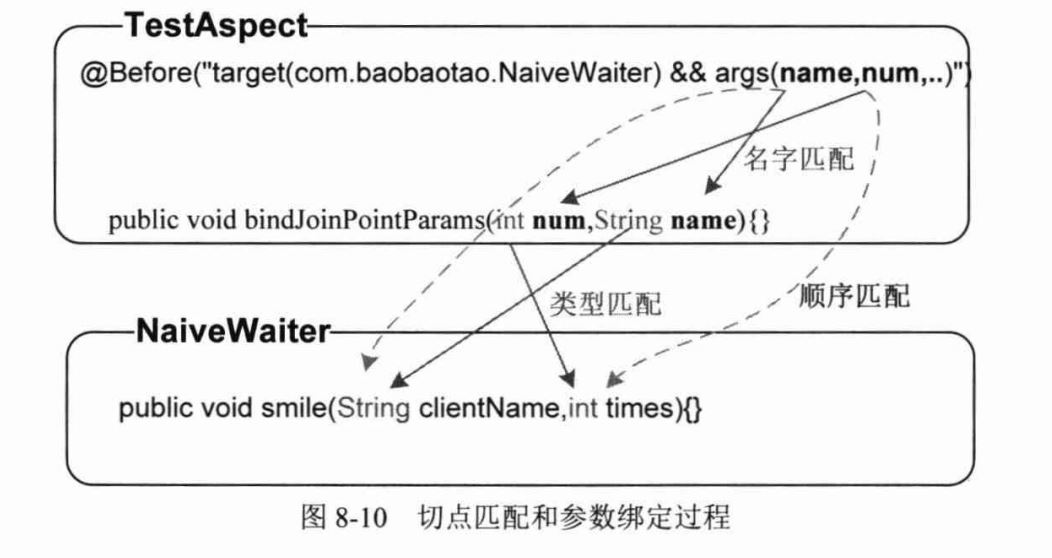 TestAspect
@Before("target(com.baobaotao.NaiveWaiter) && args(name,num,..)")
名字匹配
public void bindJoinPointParams(int num,String name){}
类型匹配
顺序匹配
NaiveWaiter
public void smile(String clientName,int times){}
图 8-10 切点匹配和参数绑定过程